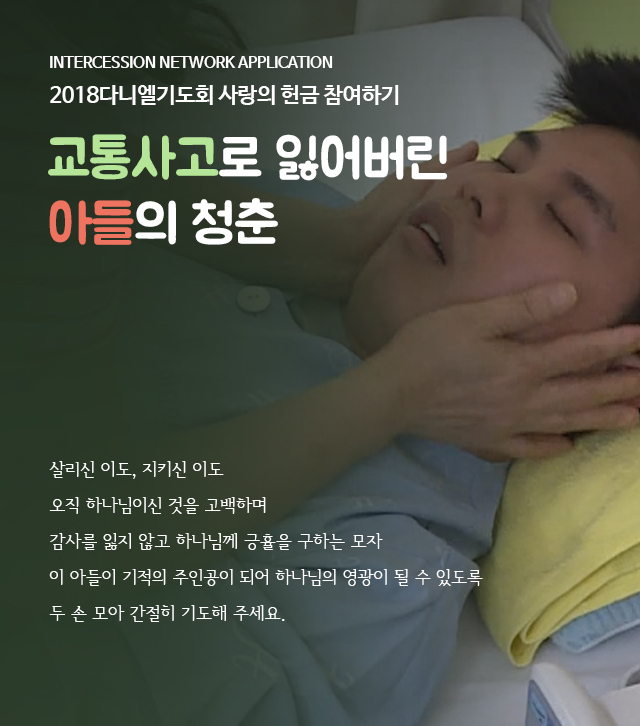 INTERCESSION NETWORK APPLICATION
2018다니엘기도회 사랑의 헌금 참여하기
교통사고로 잃어버린
아들의 청춘
살리신 이도, 지키신 이도
오직 하나님이신 것을 고백하며
감사를 잃지 않고 하나님께 긍휼을 구하는 모자
이 아들이 기적의 주인공이 되어 하나님의 영광이 될 수 있도록
두 손 모아 간절히 기도해 주세요.